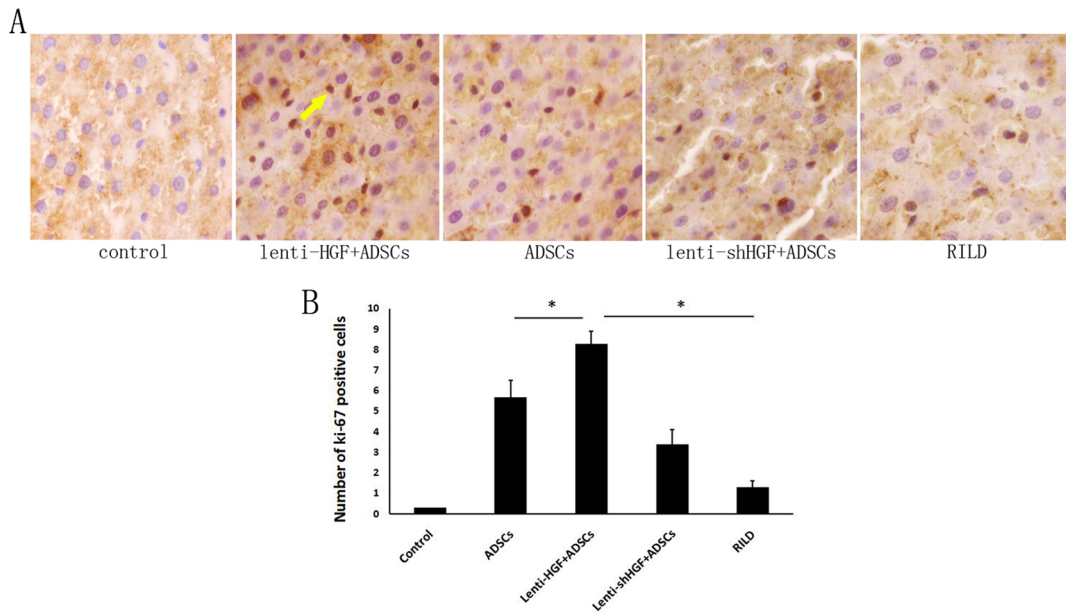 A
control
lenti-HGF+ADSCs
ADSCs
lenti-shHGF+ADSCs
RILD
B
Number of ki-67 positive cells
10
9
8
7
6
5
4
3
2
1
0
*
*
Control
ADSCs
Lenti-HGF+ADSCs
Lenti-shHGF+ADSCs
RILD